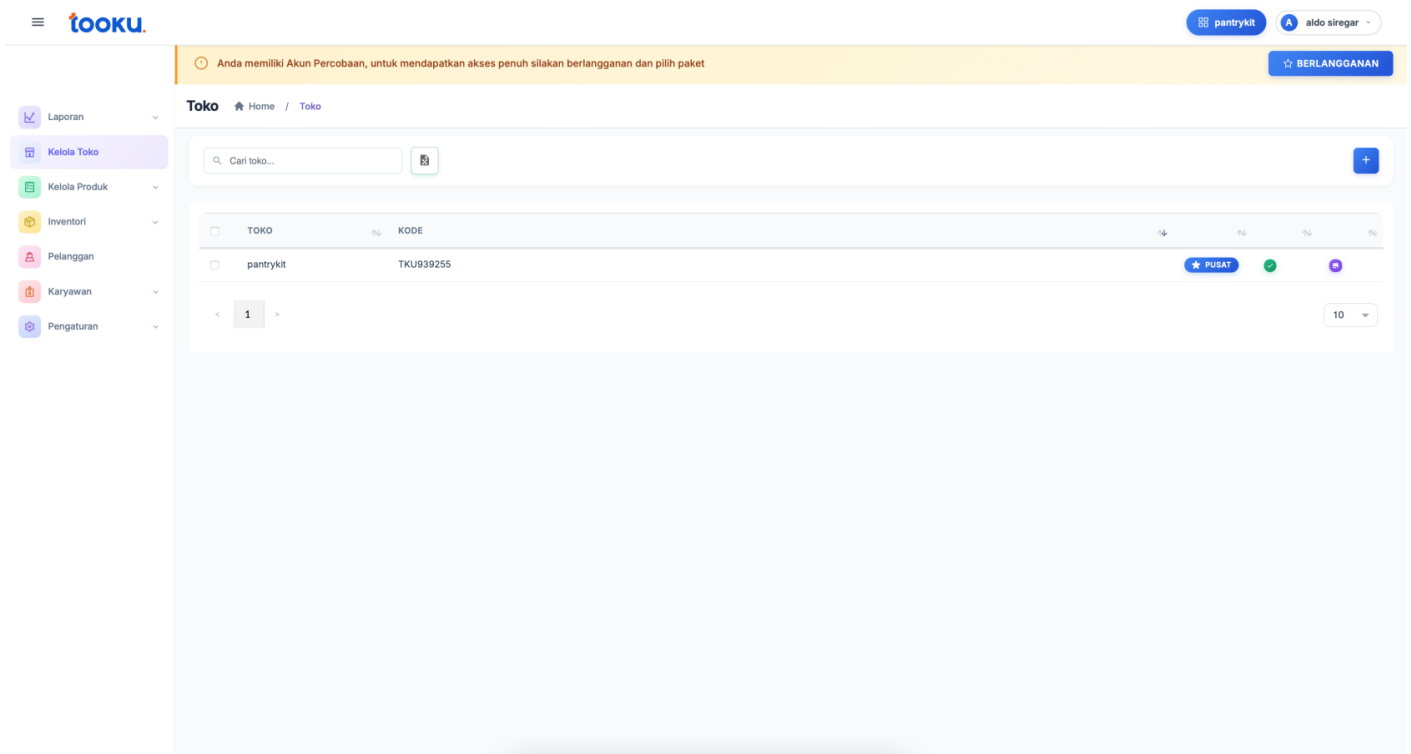 tooku.
pantrykit
A aldo siregar
Anda memiliki Akun Percobaan, untuk mendapatkan akses penuh silakan berlangganan dan pilih paket
BERLANGGANAN
Toko Home / Toko
Laporan
Kelola Toko
Kelola Produk
Inventori
Pelanggan
Karyawan
Pengaturan
Cari toko...
+
TOKO KODE
pantrykit TKU939255 PUSAT
< 1 >
10